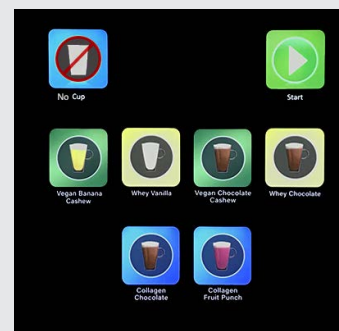 No Cup
Start
Vegan Banana
Cashew
Whey Vanilla
Vegan Chocolate
Cashew
Whey Chocolate
Collagen
Chocolate
Collagen
Fruit Punch